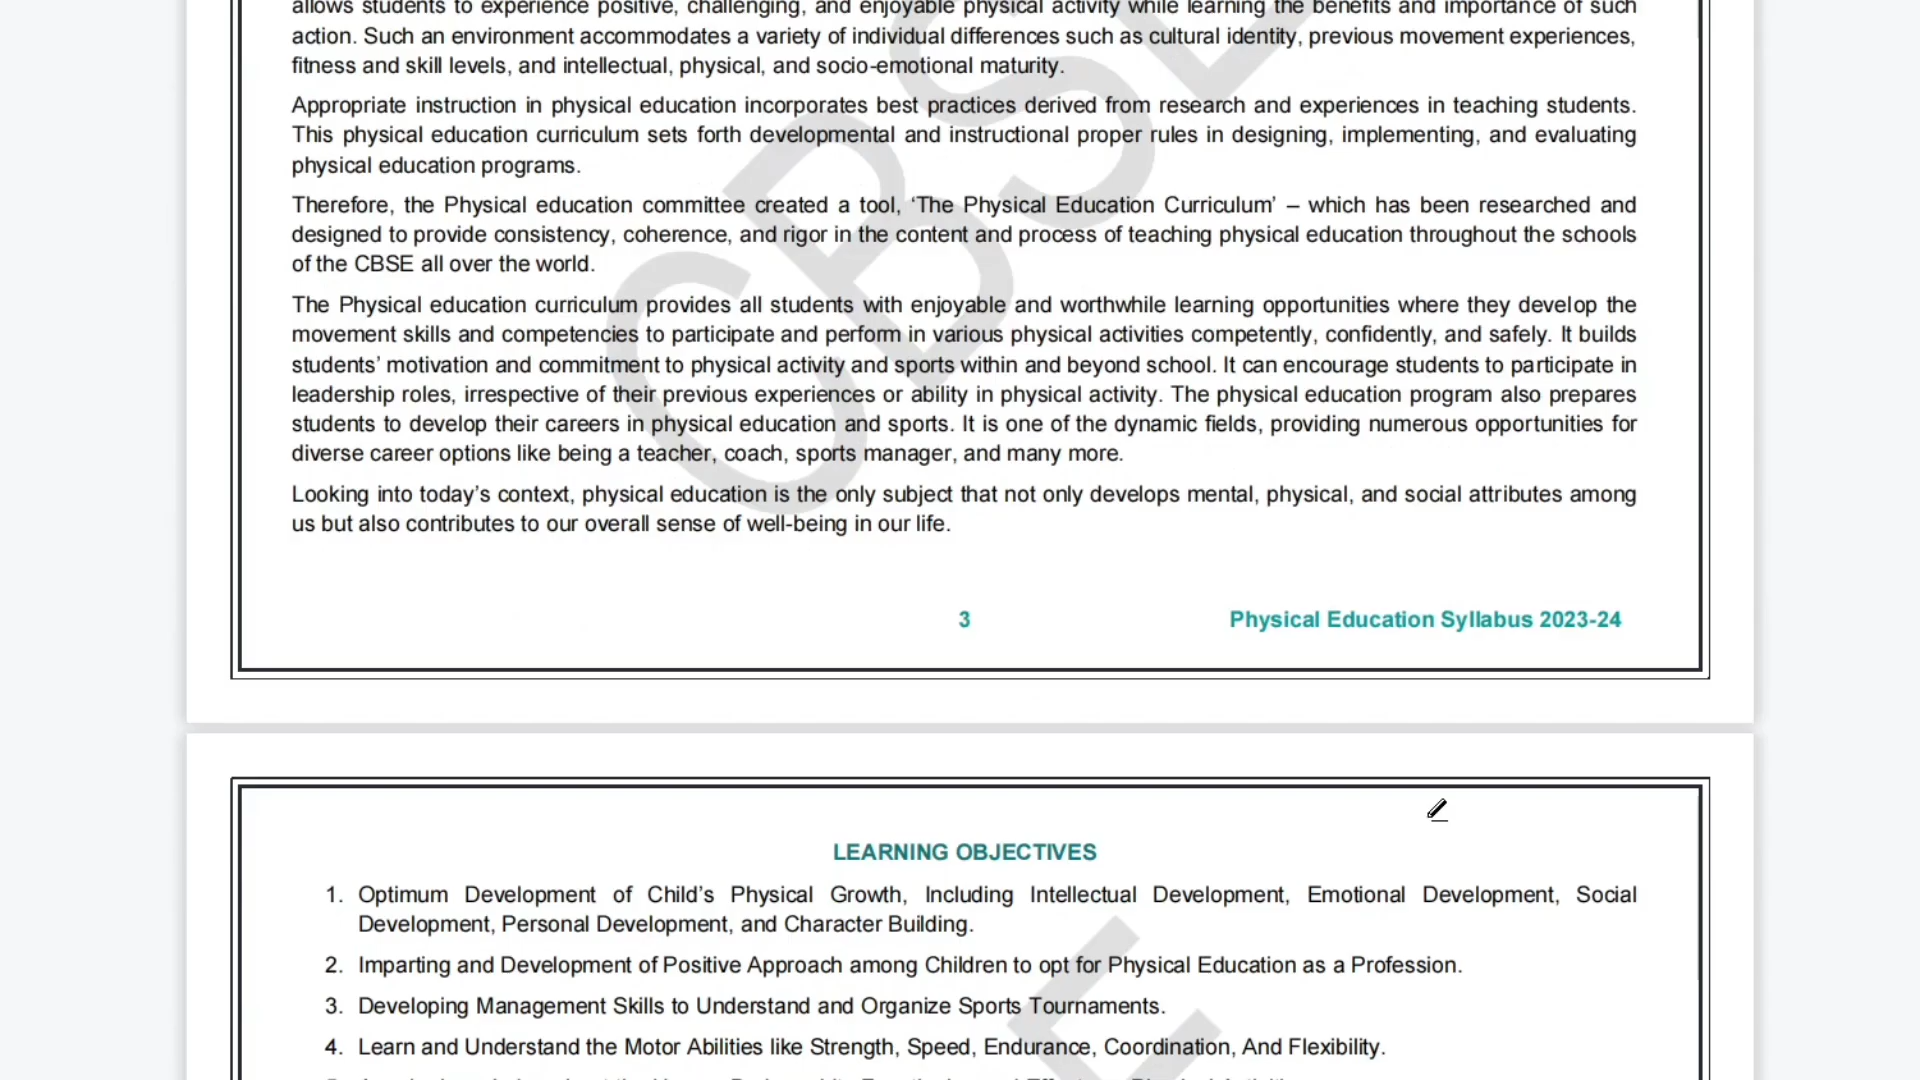 allows students to experience positive, challenging, and enjoyable physical activity while learning the benefits and importance of such
action. Such an environment accommodates a variety of individual differences such as cultural identity, previous movement experiences,
fitness and skill levels, and intellectual, physical, and socio-emotional maturity.
Appropriate instruction in physical education incorporates best practices derived from research and experiences in teaching students.
This physical education curriculum sets forth developmental and instructional proper rules in designing, implementing, and evaluating
physical education programs.
Therefore, the Physical education committee created a tool, ‘The Physical Education Curriculum’ – which has been researched and
designed to provide consistency, coherence, and rigor in the content and process of teaching physical education throughout the schools
of the CBSE all over the world.
The Physical education curriculum provides all students with enjoyable and worthwhile learning opportunities where they develop the
movement skills and competencies to participate and perform in various physical activities competently, confidently, and safely. It builds
students’ motivation and commitment to physical activity and sports within and beyond school. It can encourage students to participate in
leadership roles, irrespective of their previous experiences or ability in physical activity. The physical education program also prepares
students to develop their careers in physical education and sports. It is one of the dynamic fields, providing numerous opportunities for
diverse career options like being a teacher, coach, sports manager, and many more.
Looking into today’s context, physical education is the only subject that not only develops mental, physical, and social attributes among
us but also contributes to our overall sense of well-being in our life.
CBSE
3 Physical Education Syllabus 2023-24
LEARNING OBJECTIVES
1. Optimum Development of Child’s Physical Growth, Including Intellectual Development, Emotional Development, Social
Development, Personal Development, and Character Building.
2. Imparting and Development of Positive Approach among Children to opt for Physical Education as a Profession.
3. Developing Management Skills to Understand and Organize Sports Tournaments.
4. Learn and Understand the Motor Abilities like Strength, Speed, Endurance, Coordination, And Flexibility.
E